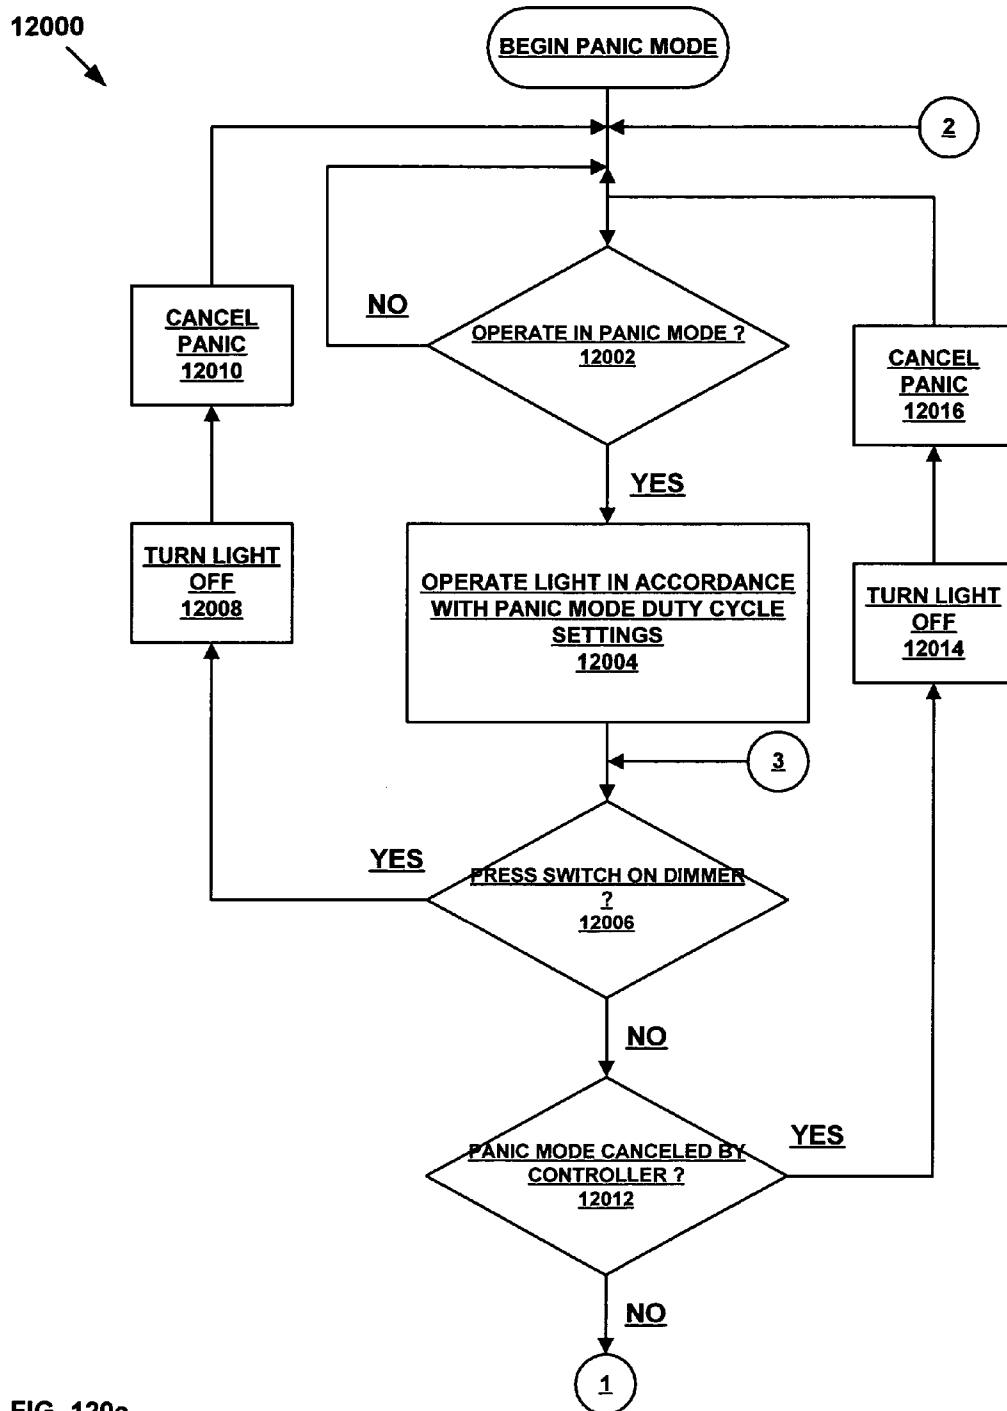 12000
BEGIN PANIC MODE
2
NO
OPERATE IN PANIC MODE ?
12002
CANCEL
PANIC
12010
CANCEL
PANIC
12016
YES
TURN LIGHT
OFF
12008
OPERATE LIGHT IN ACCORDANCE
WITH PANIC MODE DUTY CYCLE
SETTINGS
12004
TURN LIGHT
OFF
12014
3
YES
PRESS SWITCH ON DIMMER
?
12006
NO
PANIC MODE CANCELED BY
CONTROLLER ?
12012
YES
NO
1
FIG. 120a